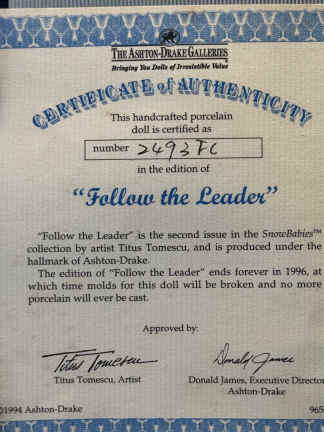 THE ASHTON-DRAKE GALLERIES
Bringing You Dolls of Irresistible Value
CERTIFICATE of AUTHENTICITY
This handcrafted porcelain
doll is certified as
number 2493FC
in the edition of
"Follow the Leader"
"Follow the Leader" is the second issue in the SnowBabies™
collection by artist Titus Tomescu, and is produced under the
hallmark of Ashton-Drake.
The edition of "Follow the Leader" ends forever in 1996, at
which time molds for this doll will be broken and no more
porcelain will ever be cast.
Approved by:
Titus Tomescu Donald James
Titus Tomescu, Artist Donald James, Executive Director
Ashton-Drake
©1994 Ashton-Drake 965